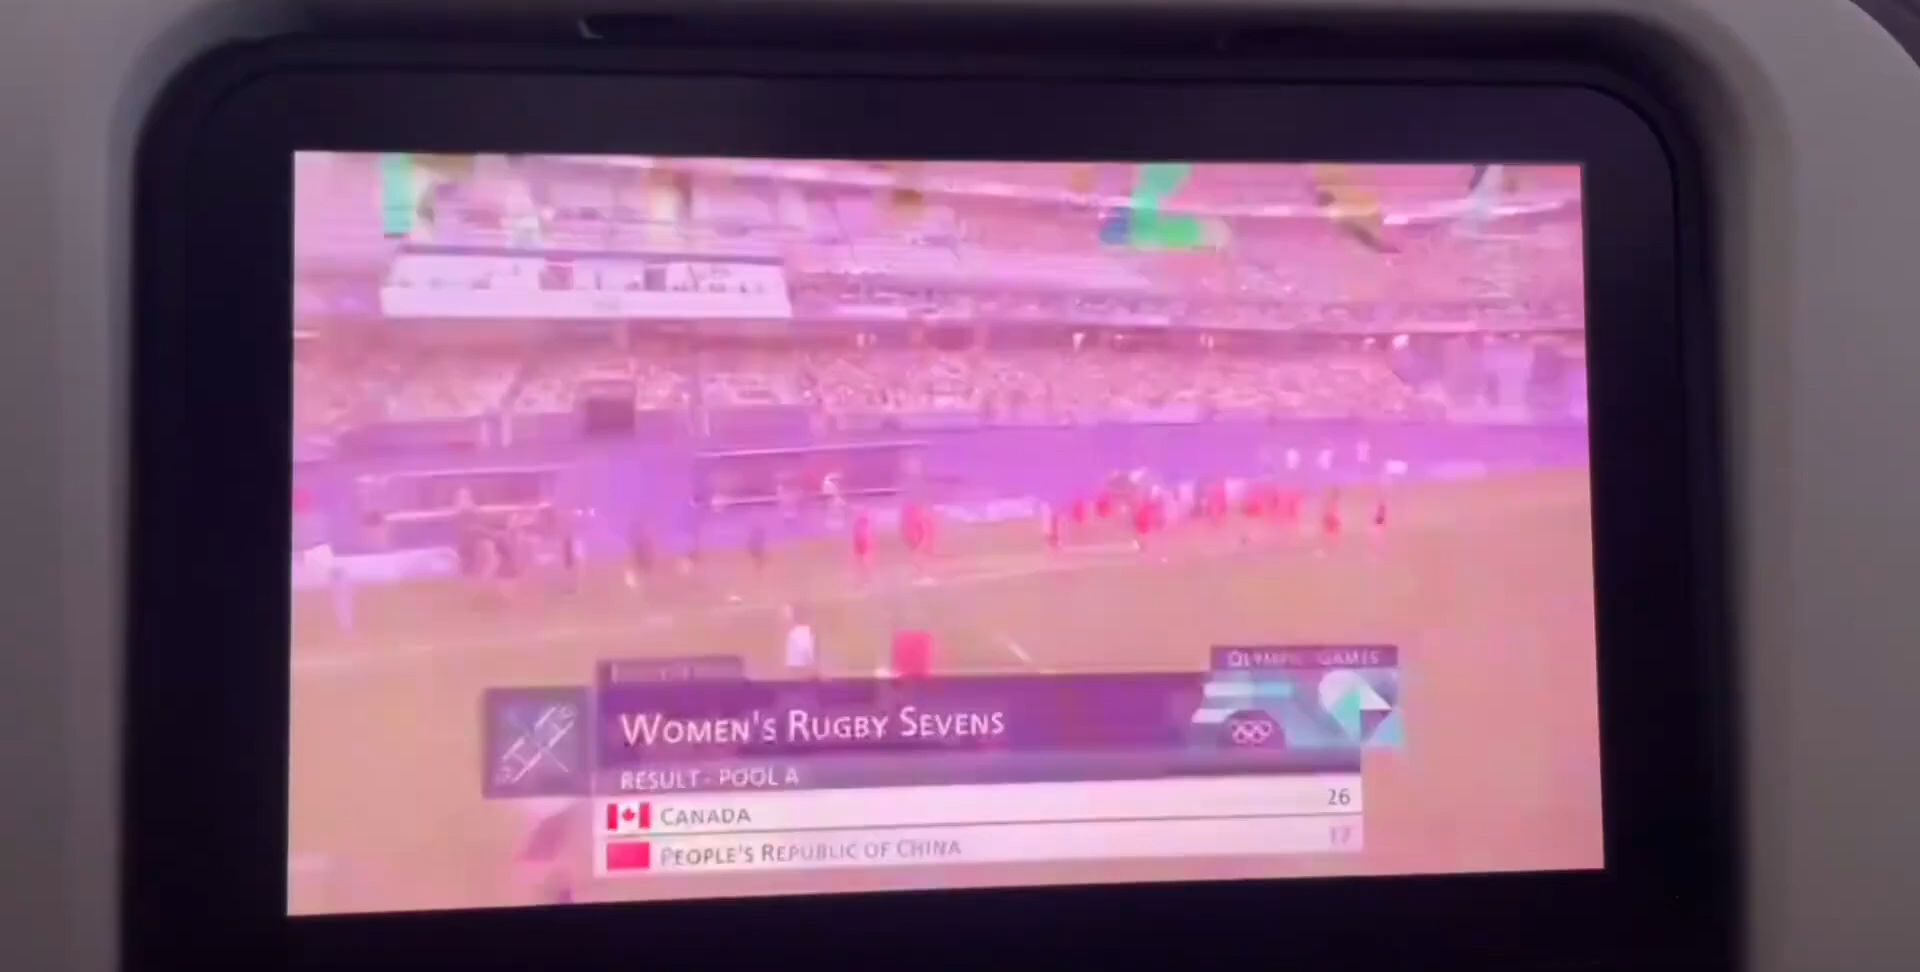 OLYMPIC GAMES
WOMEN'S RUGBY SEVENS
RESULT - POOL A
CANADA 26
PEOPLE'S REPUBLIC OF CHINA 17